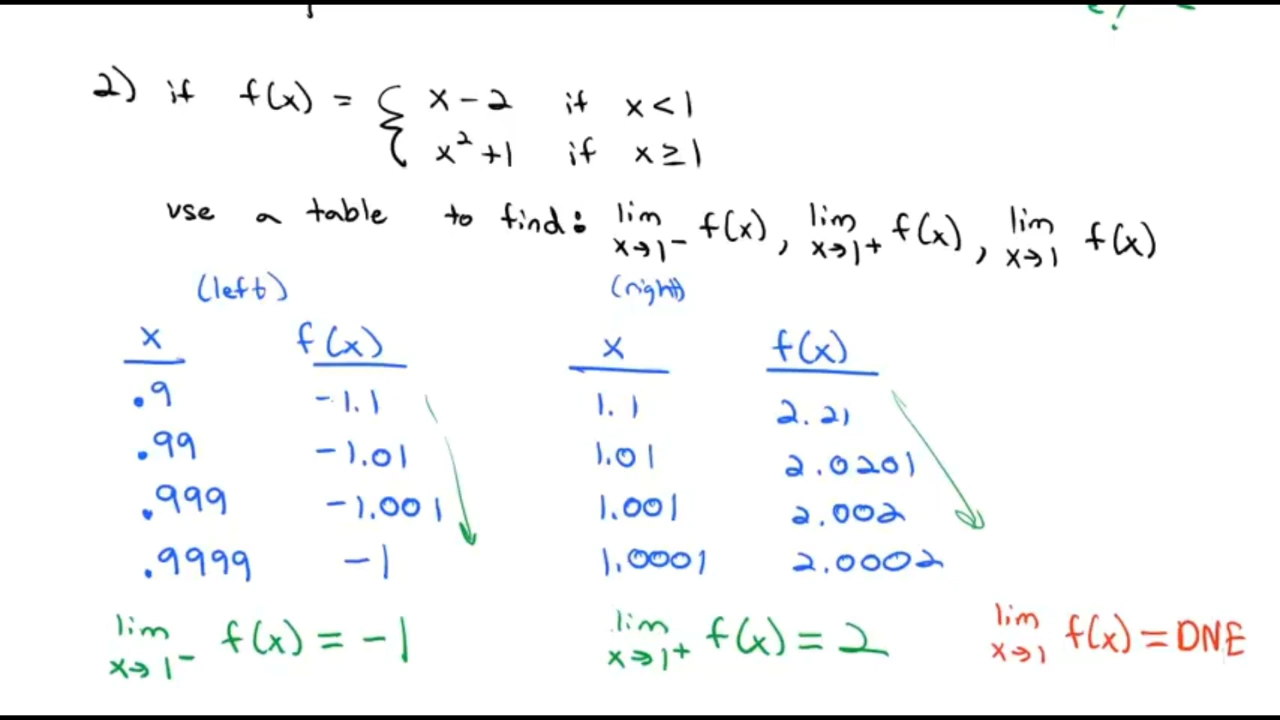 2) if f(x) = { x - 2 if x < 1
x² + 1 if x ≥ 1
use a table to find: lim x→1⁻ f(x), lim x→1⁺ f(x), lim x→1 f(x)
(left) (right)
x f(x) x f(x)
.9 -1.1 1.1 2.21
.99 -1.01 1.01 2.0201
.999 -1.001 1.001 2.002
.9999 -1 1.0001 2.0002
lim x→1⁻ f(x) = -1 lim x→1⁺ f(x) = 2 lim x→1 f(x) = DNE